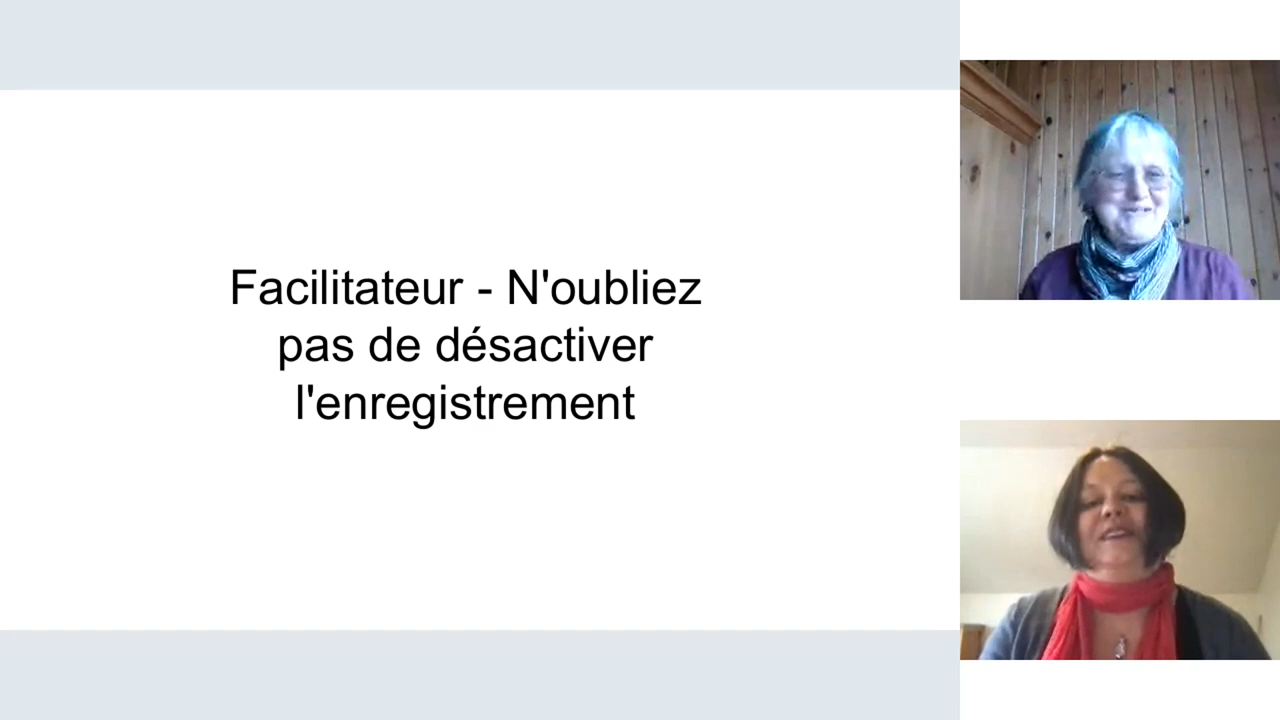 Facilitateur - N'oubliez
pas de désactiver
l'enregistrement